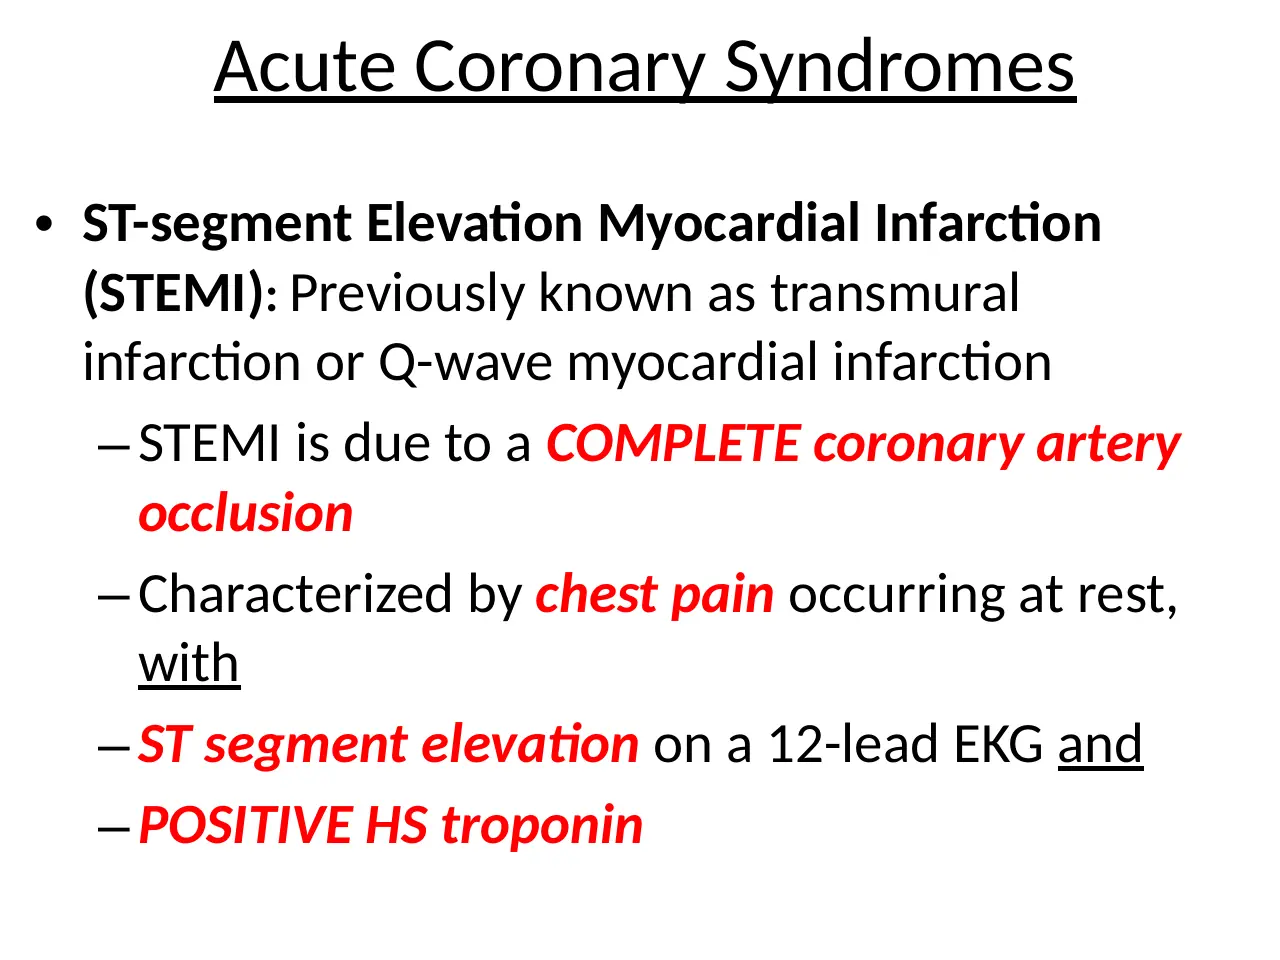 Acute Coronary Syndromes
• ST-segment Elevation Myocardial Infarction
(STEMI): Previously known as transmural
infarction or Q-wave myocardial infarction
– STEMI is due to a COMPLETE coronary artery
occlusion
– Characterized by chest pain occurring at rest,
with
– ST segment elevation on a 12-lead EKG and
– POSITIVE HS troponin